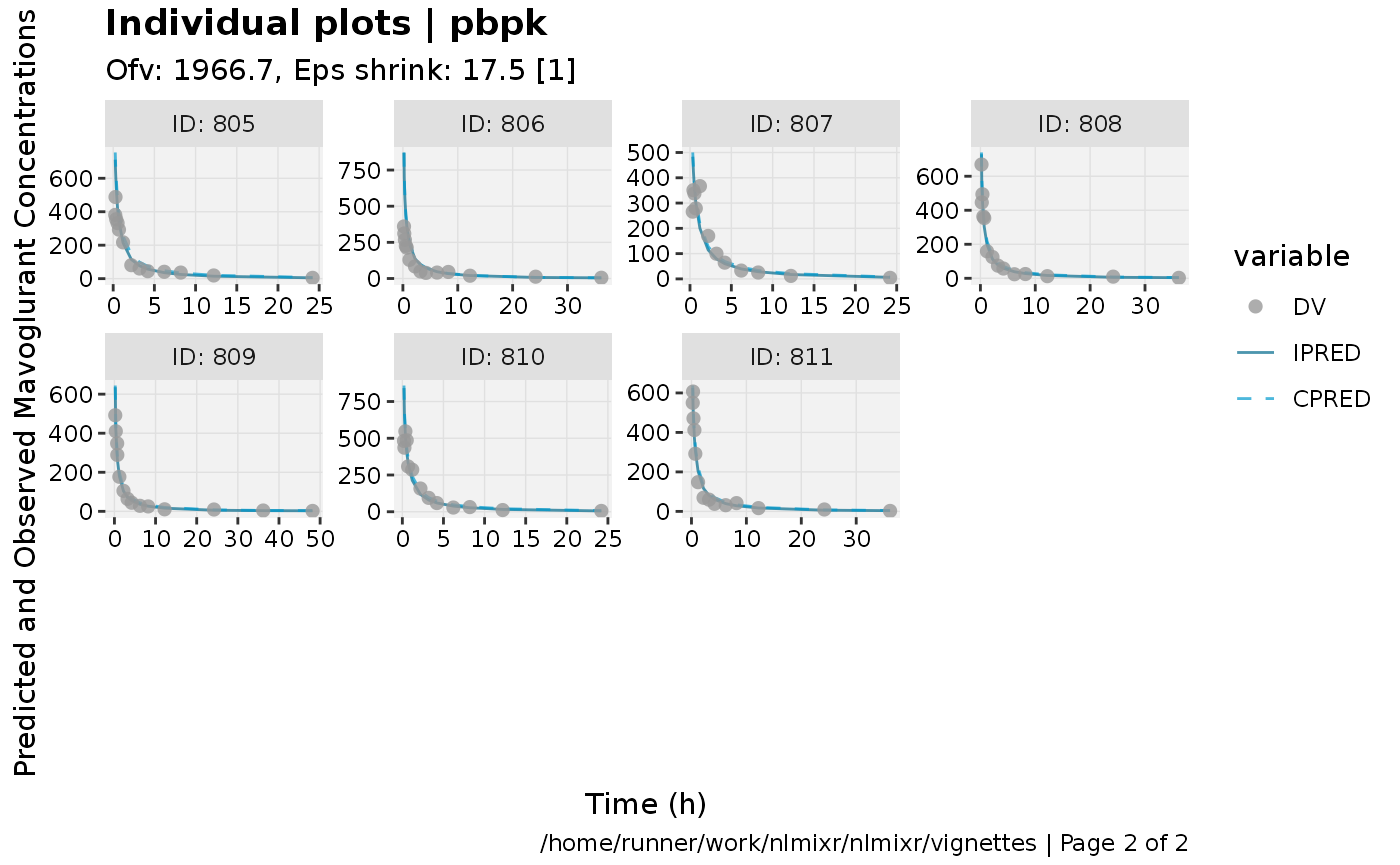 Individual plots | pbpk
Ofv: 1966.7, Eps shrink: 17.5 [1]
Predicted and Observed Mavoglurant Concentrations
ID: 805
600
400
200
0
0 5 10 15 20 25
ID: 806
750
500
250
0
0 10 20 30
ID: 807
500
400
300
200
100
0
0 5 10 15 20 25
ID: 808
600
400
200
0
0 10 20 30
ID: 809
600
400
200
0
0 10 20 30 40 50
ID: 810
750
500
250
0
0 5 10 15 20 25
ID: 811
600
400
200
0
0 10 20 30
variable
DV
IPRED
CPRED
Time (h)
/home/runner/work/nlmixr/nlmixr/vignettes | Page 2 of 2